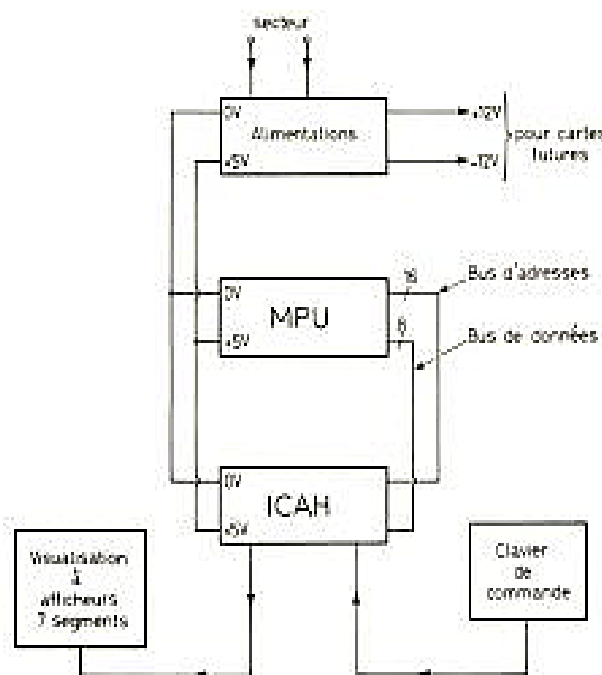 secteur
0V
Alimentations
+5V
+12V
-12V
pour cartes
futures
0V
MPU
+5V
16
8
Bus d'adresses
Bus de données
0V
ICAH
+5V
Visualisation
à
afficheurs
7 segments
Clavier
de
commande